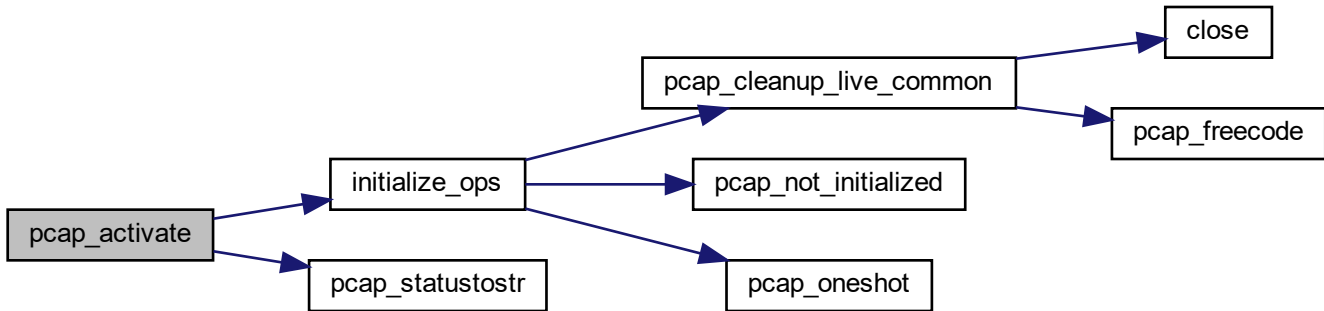 close
pcap_cleanup_live_common
pcap_freecode
initialize_ops
pcap_not_initialized
pcap_activate
pcap_statustostr
pcap_oneshot